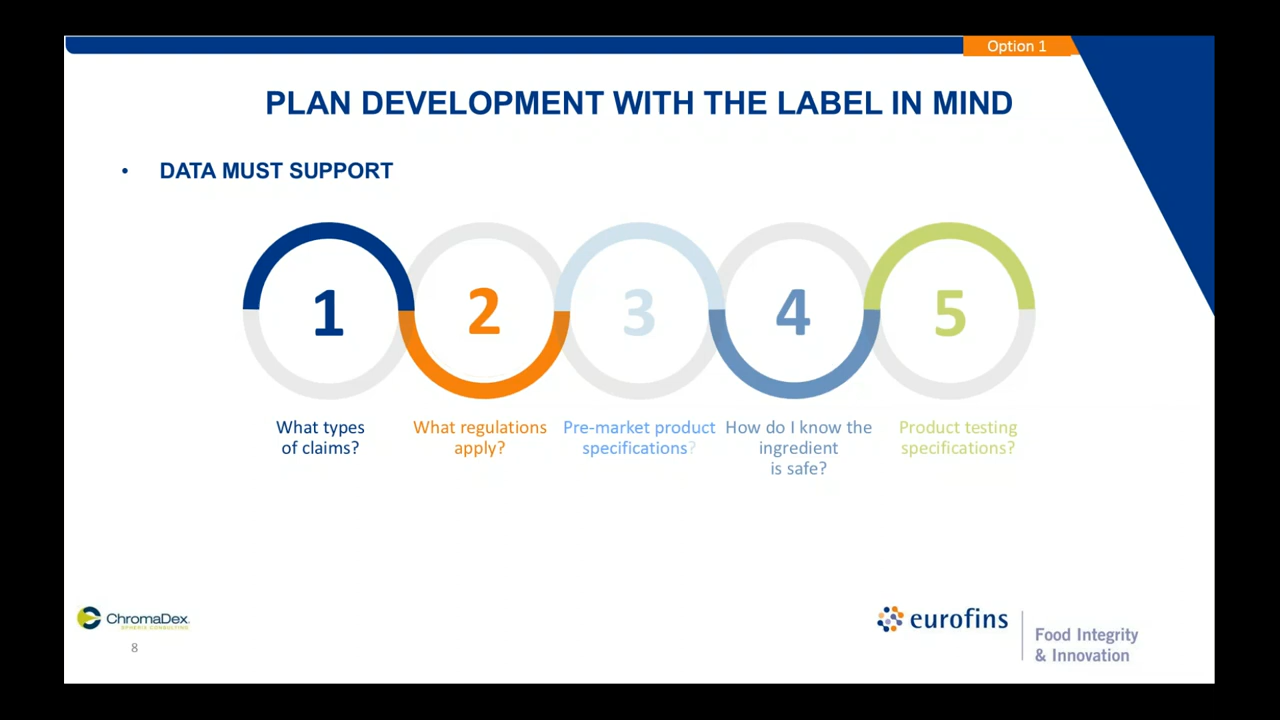 Option 1
PLAN DEVELOPMENT WITH THE LABEL IN MIND
• DATA MUST SUPPORT
1
2
3
4
5
What types
of claims?
What regulations
apply?
Pre-market product
specifications?
How do I know the
ingredient
is safe?
Product testing
specifications?
ChromaDex
SPHERIX CONSULTING
8
eurofins
Food Integrity
& Innovation